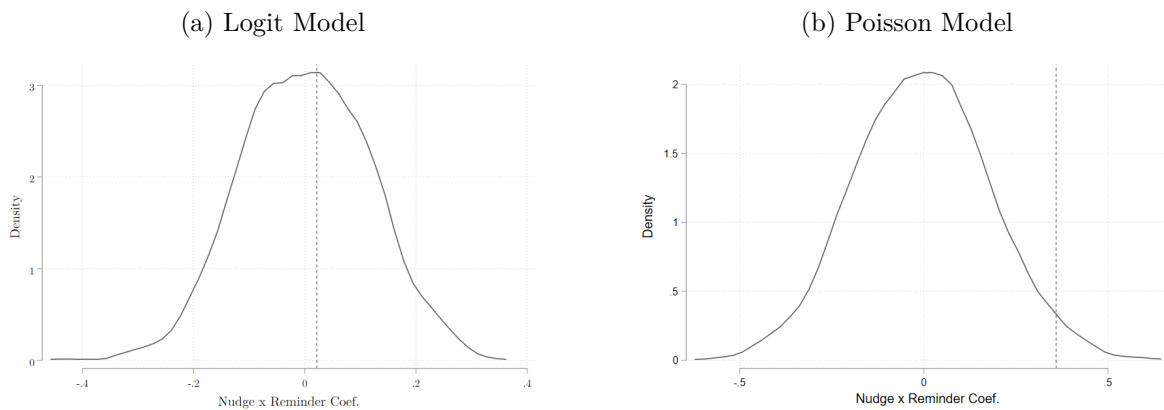 (a) Logit Model
3
2
1
0
Density
-.4
-.2
0
.2
.4
Nudge x Reminder Coef.
(b) Poisson Model
2
1.5
1
.5
0
Density
-.5
0
.5
Nudge x Reminder Coef.